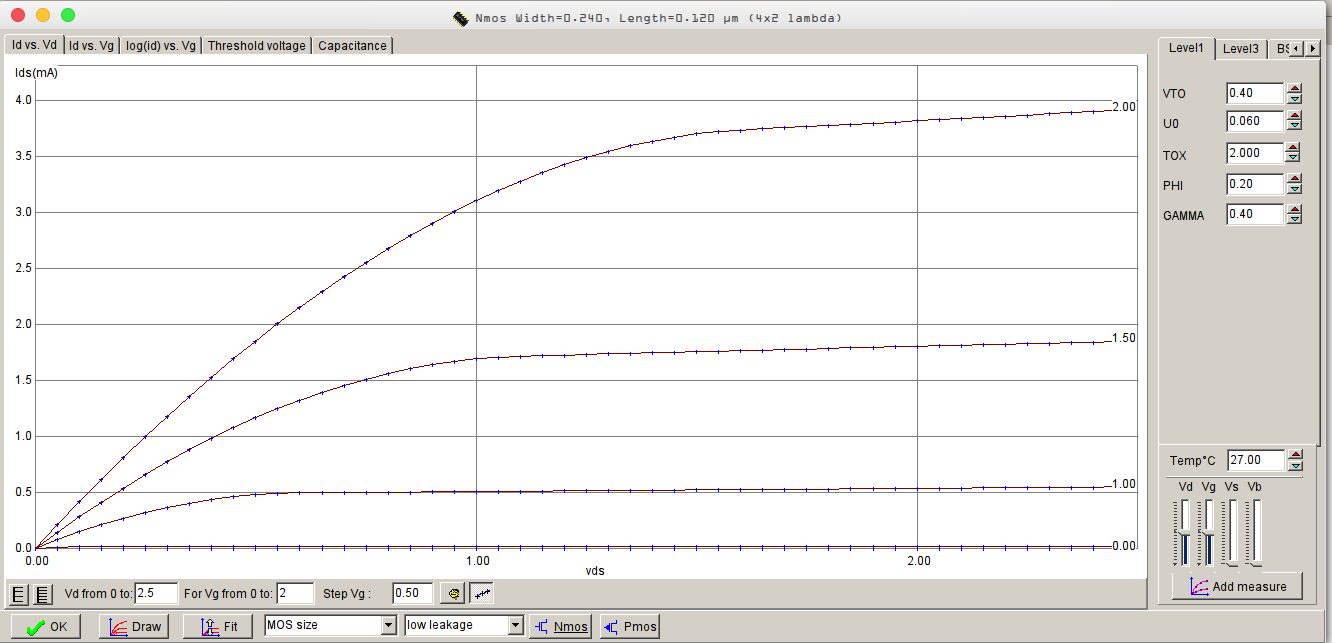 Nmos Width=0.240, Length=0.120 µm (4x2 lambda)
Id vs. Vd Id vs. Vg log(id) vs. Vg Threshold voltage Capacitance
Level1 Level3 BS
Ids(mA)
4.0
3.5
3.0
2.5
2.0
1.5
1.0
0.5
0.0
2.00
1.50
1.00
0.00
0.00 1.00 2.00
vds
VTO 0.40
U0 0.060
TOX 2.000
PHI 0.20
GAMMA 0.40
Temp°C 27.00
Vd Vg Vs Vb
Add measure
Vd from 0 to: 2.5 For Vg from 0 to: 2 Step Vg : 0.50
OK Draw Fit MOS size low leakage Nmos Pmos